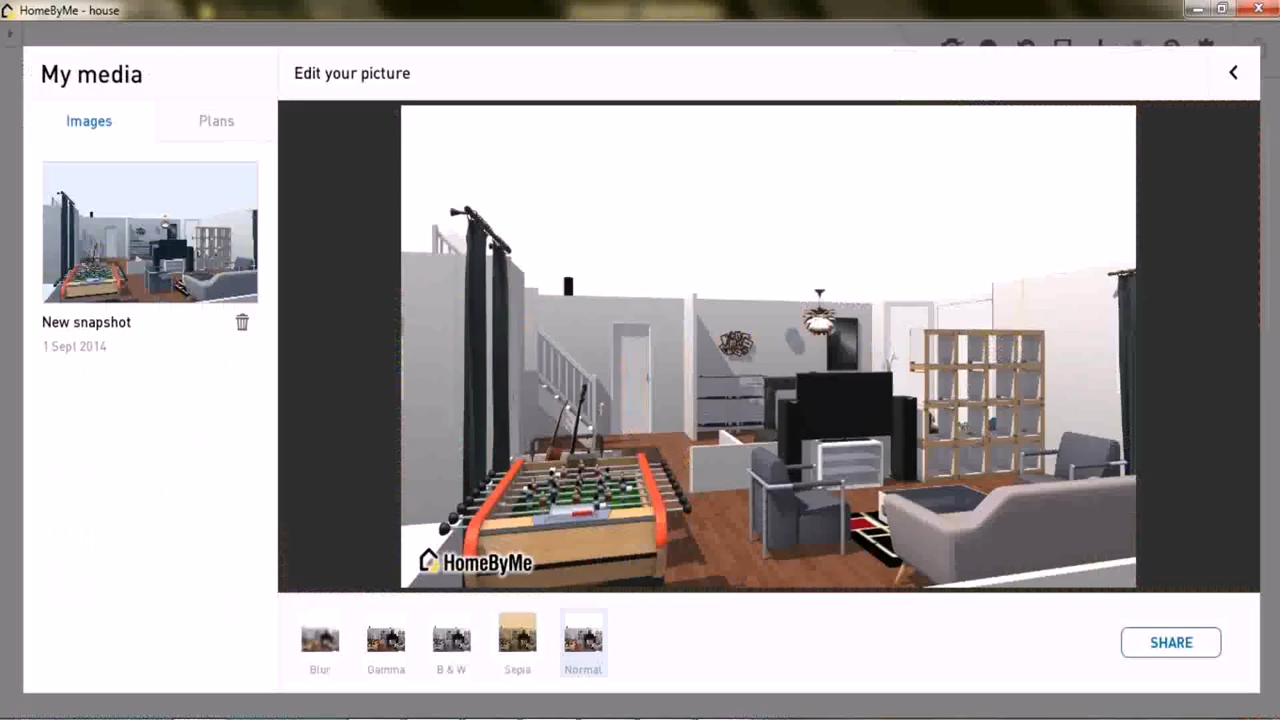 HomeByMe - house
My media
Edit your picture
Images
Plans
New snapshot
1 Sept 2014
HomeByMe
Blur
Gamma
B & W
Sepia
Normal
SHARE